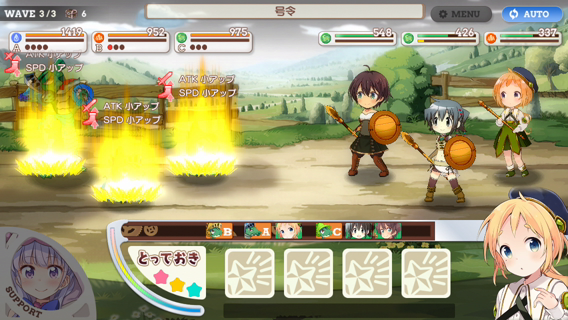 WAVE 3/3 6
号令
MENU
AUTO
1419
952
975
548
426
337
A
B
C
ATK 小アップ
SPD 小アップ
ATK 小アップ
SPD 小アップ
ATK 小アップ
SPD 小アップ
B A C
とっておき
SUPPORT